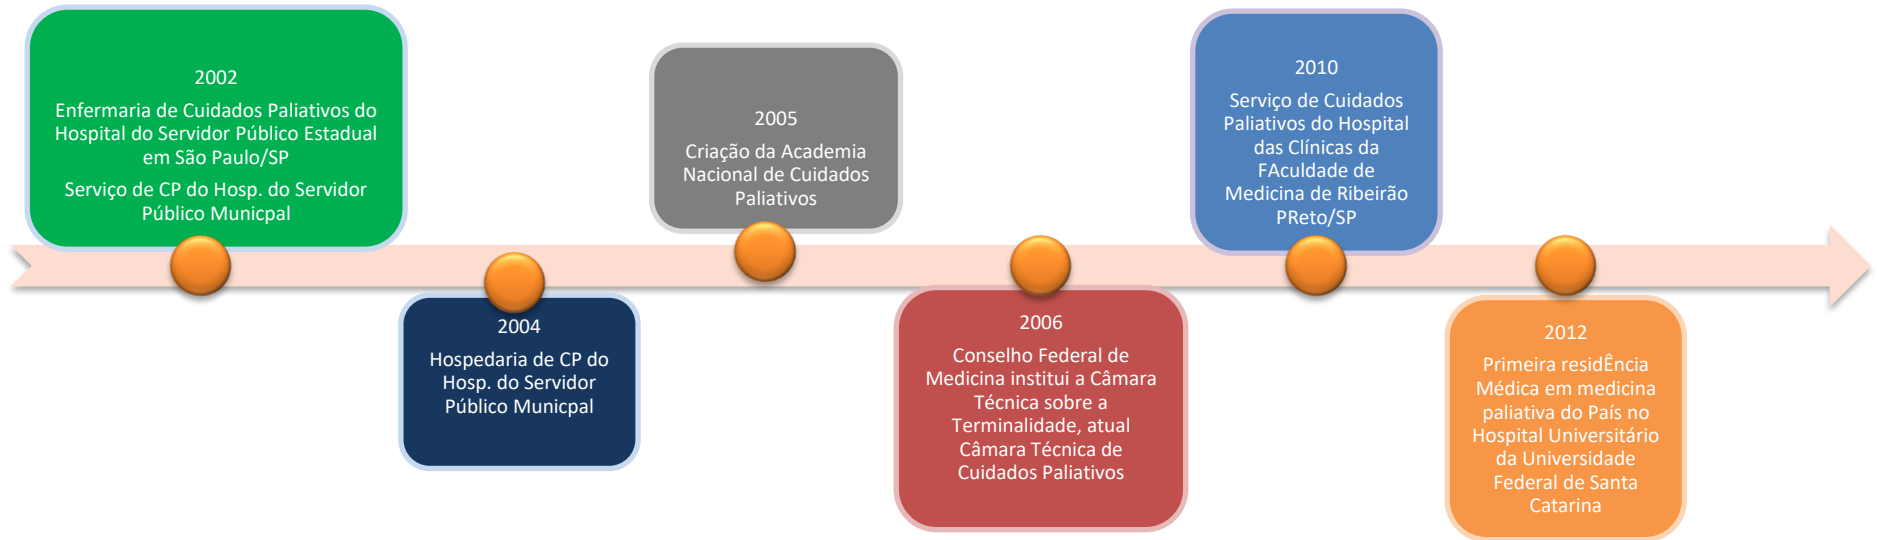 2002
Enfermaria de Cuidados Paliativos do
Hospital do Servidor Público Estadual
em São Paulo/SP
Serviço de CP do Hosp. do Servidor
Público Municpal
2004
Hospedaria de CP do
Hosp. do Servidor
Público Municpal
2005
Criação da Academia
Nacional de Cuidados
Paliativos
2006
Conselho Federal de
Medicina institui a Câmara
Técnica sobre a
Terminalidade, atual
Câmara Técnica de
Cuidados Paliativos
2010
Serviço de Cuidados
Paliativos do Hospital
das Clínicas da
FAculdade de
Medicina de Ribeirão
PReto/SP
2012
Primeira residÊncia
Médica em medicina
paliativa do País no
Hospital Universitário
da Universidade
Federal de Santa
Catarina